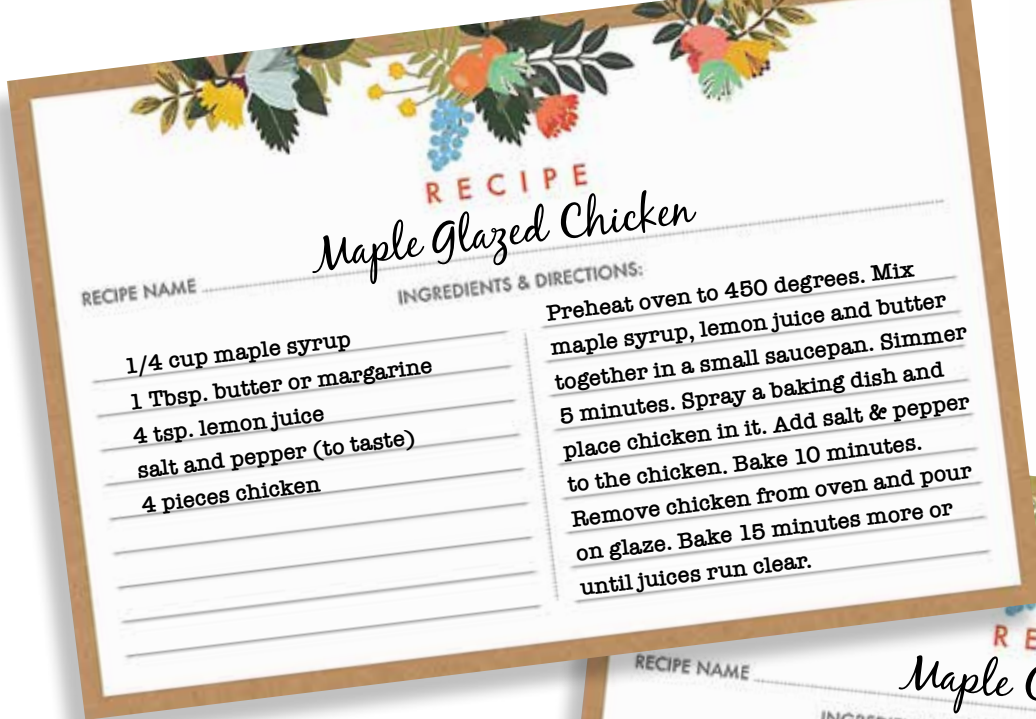 RECIPE
Maple Glazed Chicken
RECIPE NAME
INGREDIENTS & DIRECTIONS:
1/4 cup maple syrup
1 Tbsp. butter or margarine
4 tsp. lemon juice
salt and pepper (to taste)
4 pieces chicken
Preheat oven to 450 degrees. Mix
maple syrup, lemon juice and butter
together in a small saucepan. Simmer
5 minutes. Spray a baking dish and
place chicken in it. Add salt & pepper
to the chicken. Bake 10 minutes.
Remove chicken from oven and pour
on glaze. Bake 15 minutes more or
until juices run clear.
RECIPE NAME
Maple